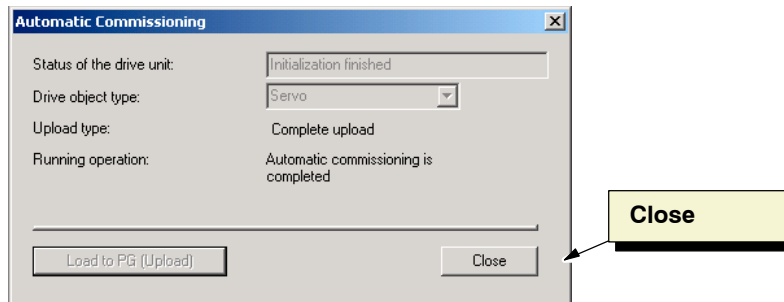 Automatic Commissioning
Status of the drive unit: Initialization finished
Drive object type: Servo
Upload type: Complete upload
Running operation: Automatic commissioning is
completed
Close
Load to PG (Upload) Close